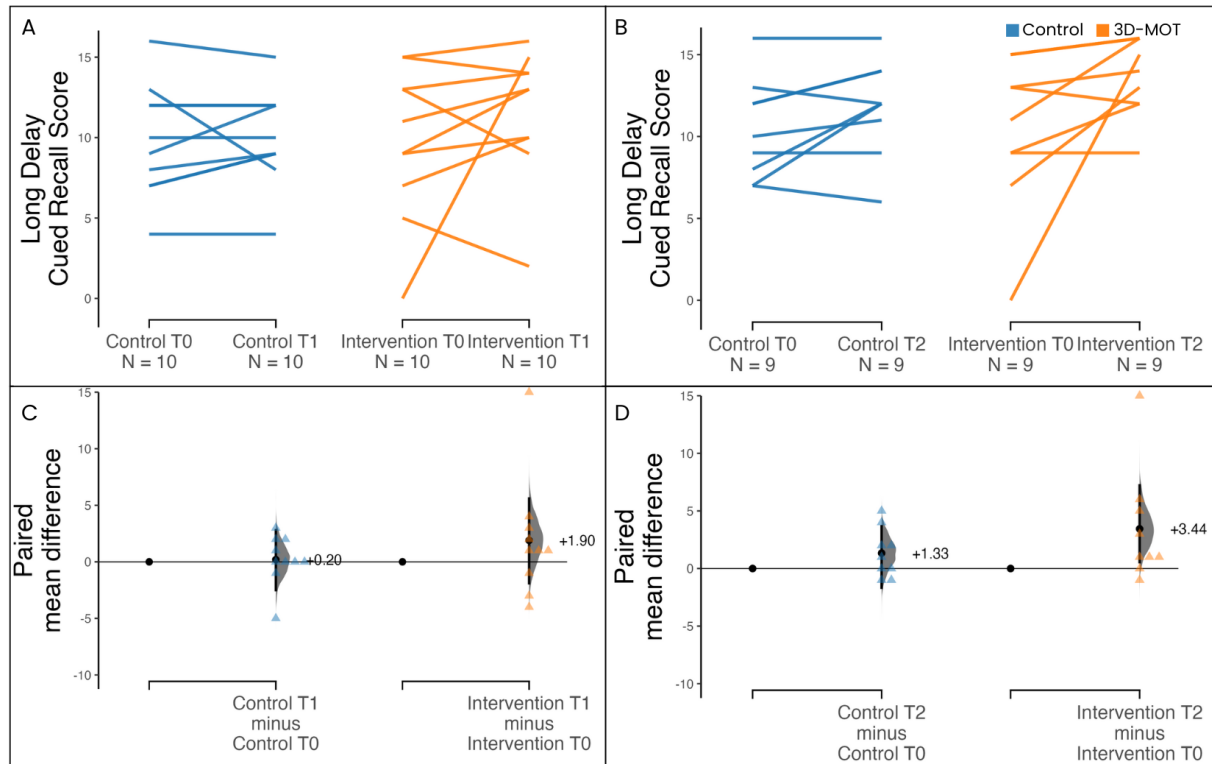 A
Long Delay
Cued Recall Score
15
10
5
0
Control T0
N = 10
Control T1
N = 10
Intervention T0
N = 10
Intervention T1
N = 10
B
Control
3D-MOT
Long Delay
Cued Recall Score
15
10
5
0
Control T0
N = 9
Control T2
N = 9
Intervention T0
N = 9
Intervention T2
N = 9
C
Paired
mean difference
15
10
5
0
-5
-10
+0.20
+1.90
Control T1
minus
Control T0
Intervention T1
minus
Intervention T0
D
Paired
mean difference
15
10
5
0
-5
-10
+1.33
+3.44
Control T2
minus
Control T0
Intervention T2
minus
Intervention T0